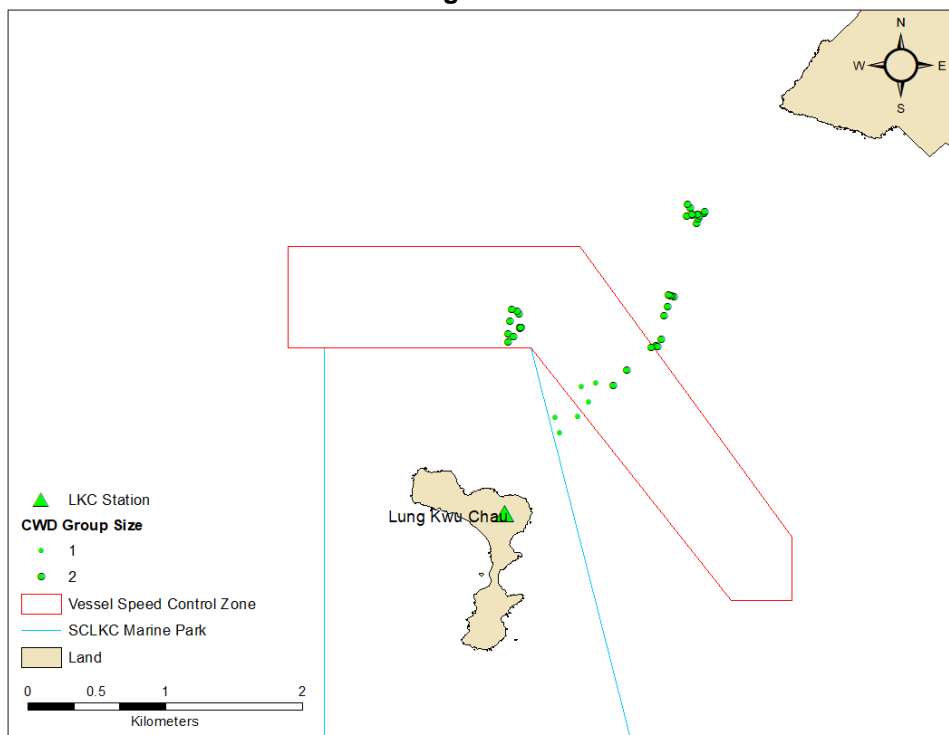 N
W E
S
Lung Kwu Chau
LKC Station
CWD Group Size
1
2
Vessel Speed Control Zone
SCLKC Marine Park
Land
0 0.5 1 2
Kilometers